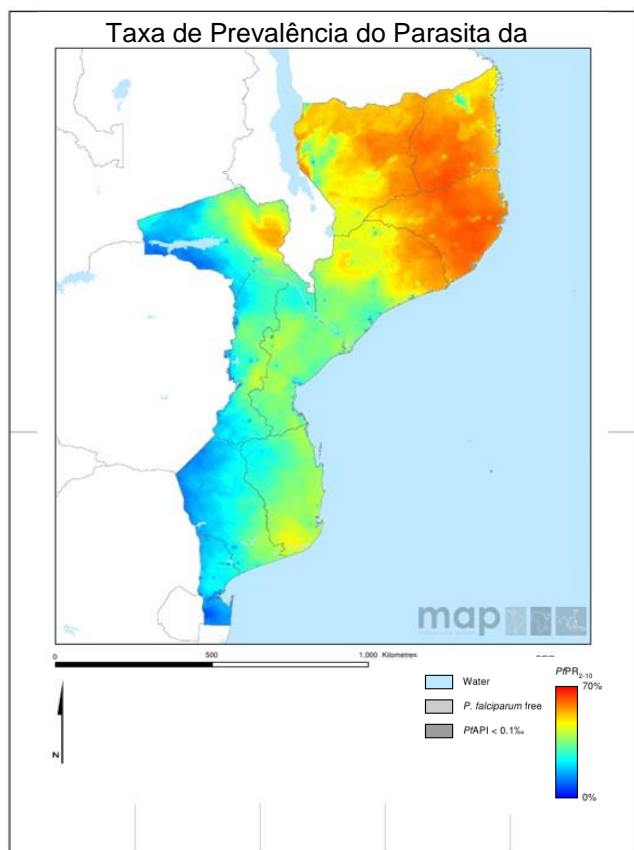 Taxa de Prevalência do Parasita da
map
0 500 1,000 Kilometres
Water
P. falciparum free
PfAPI < 0.1‰
PfPR2-10
70%
0%
N